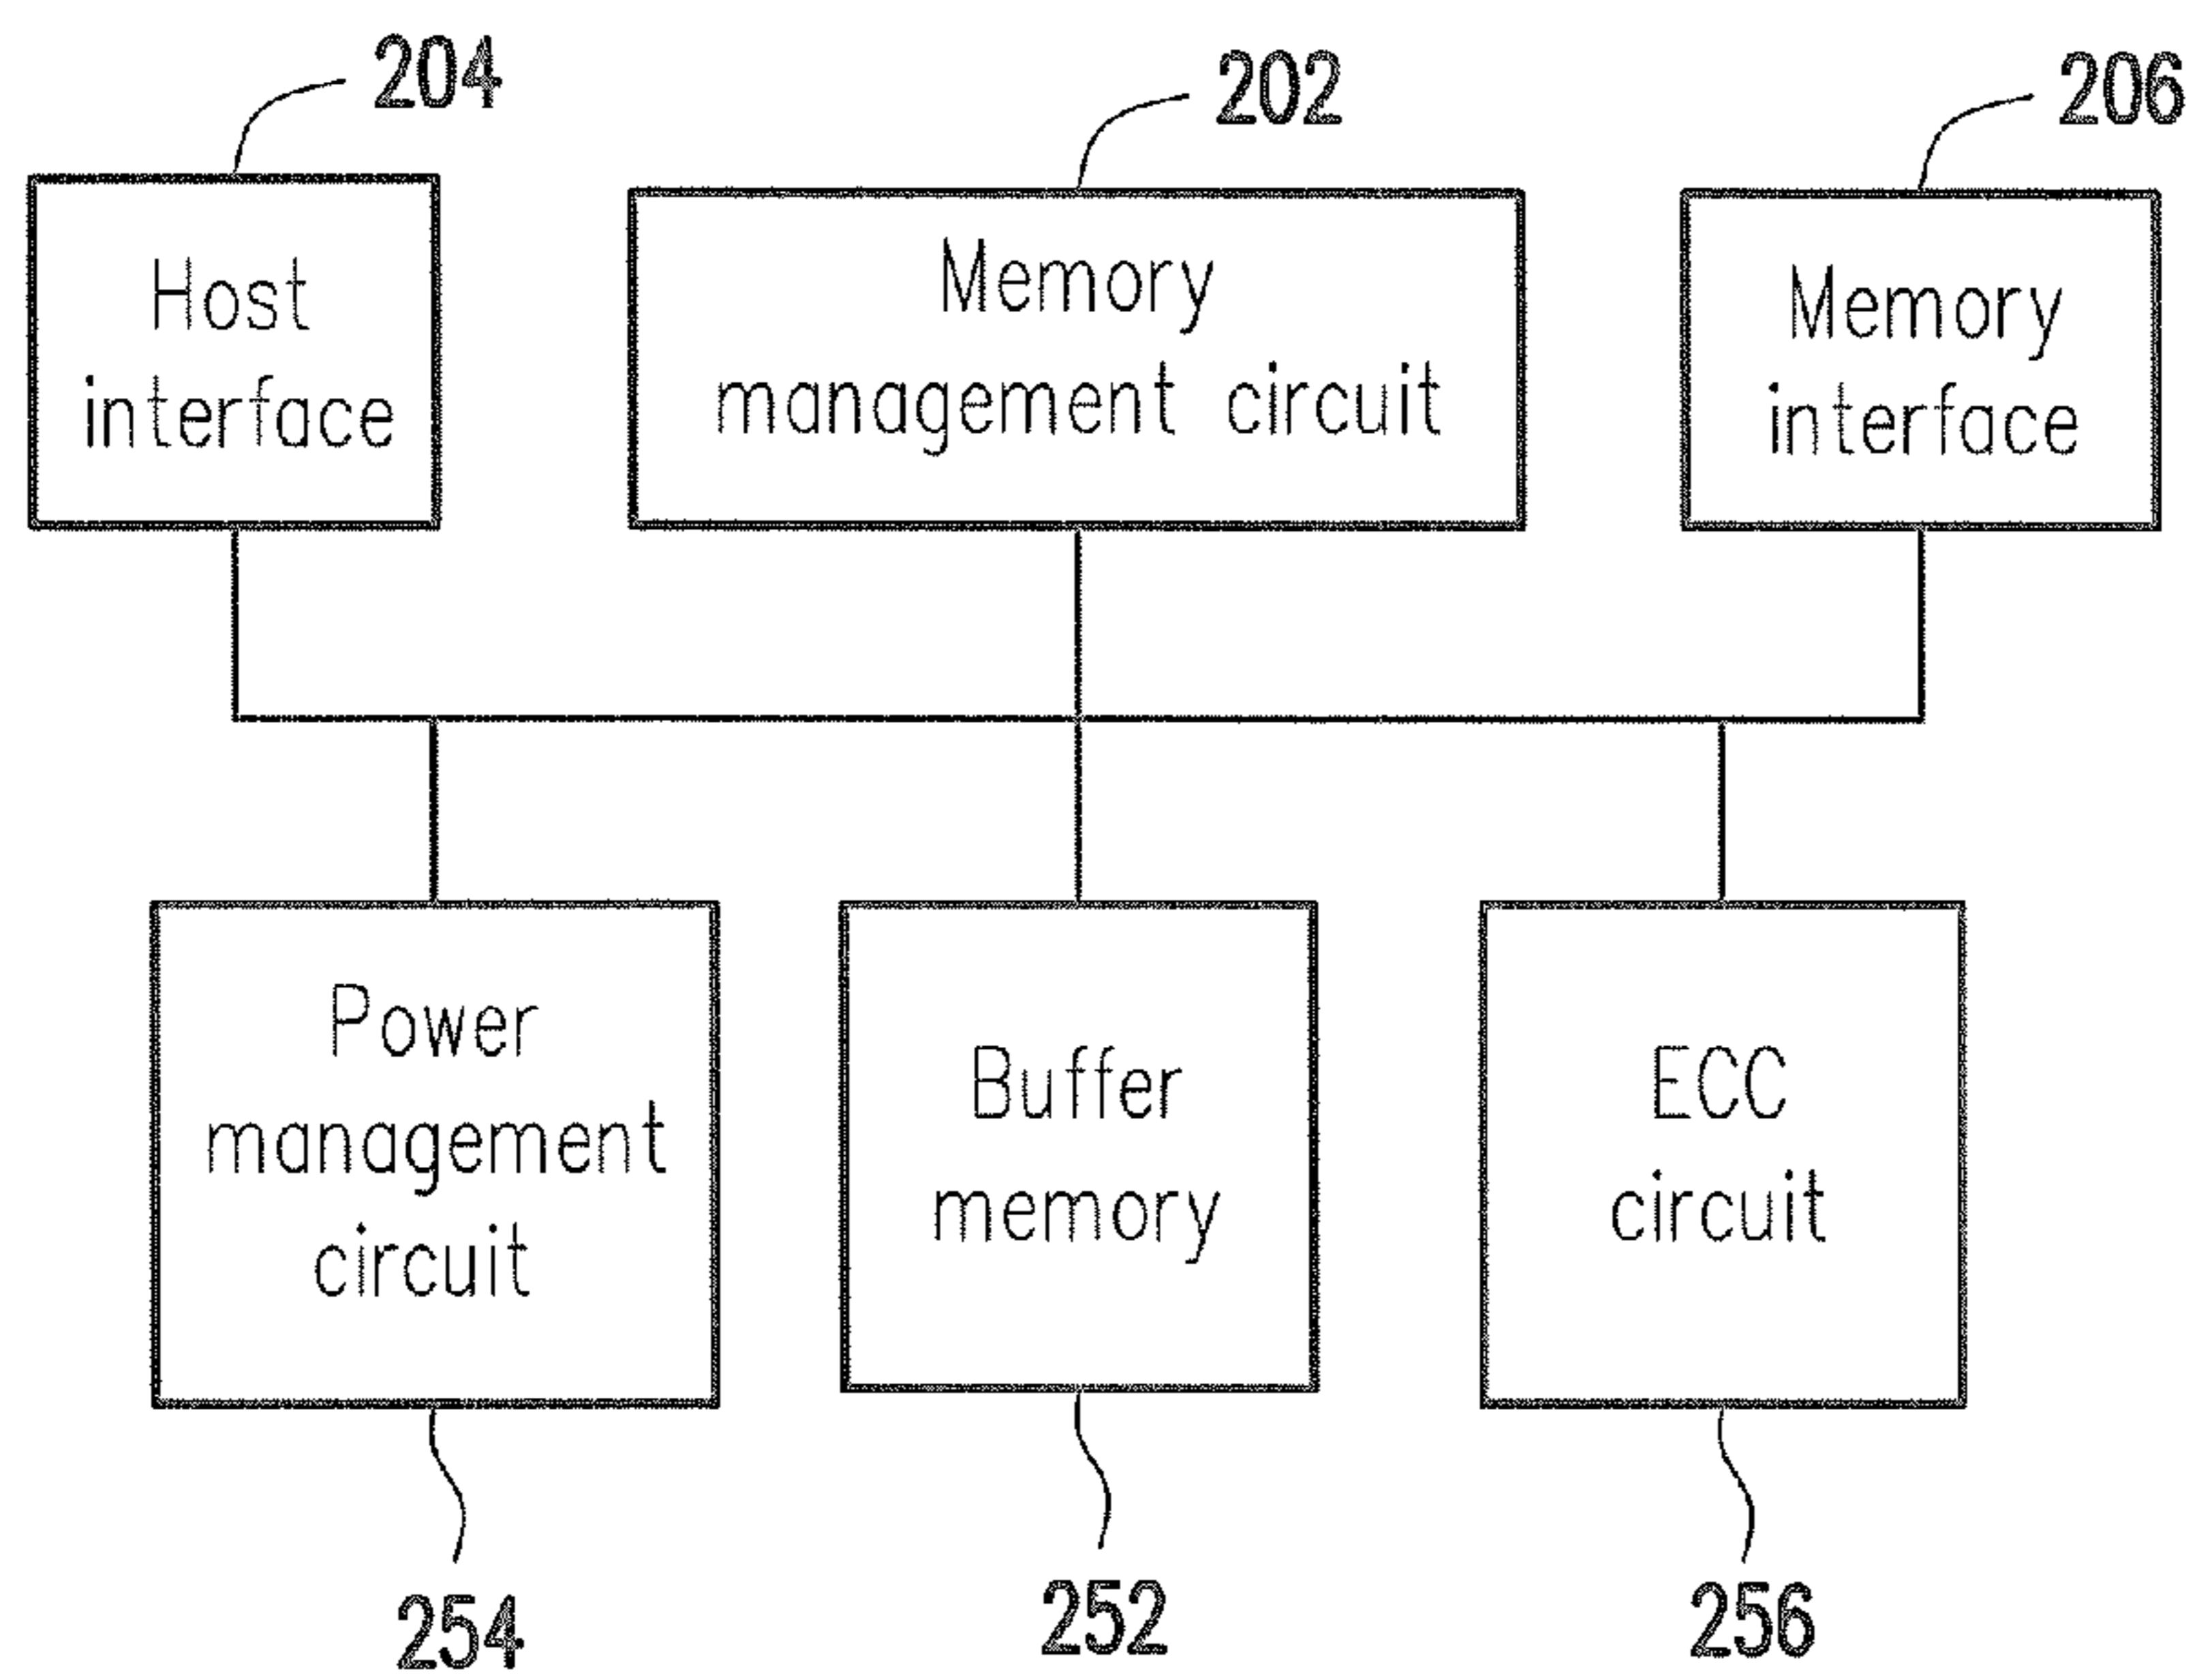 204
202
206
Host
interface
Memory
management circuit
Memory
interface
Power
management
circuit
Buffer
memory
ECC
circuit
254
252
256